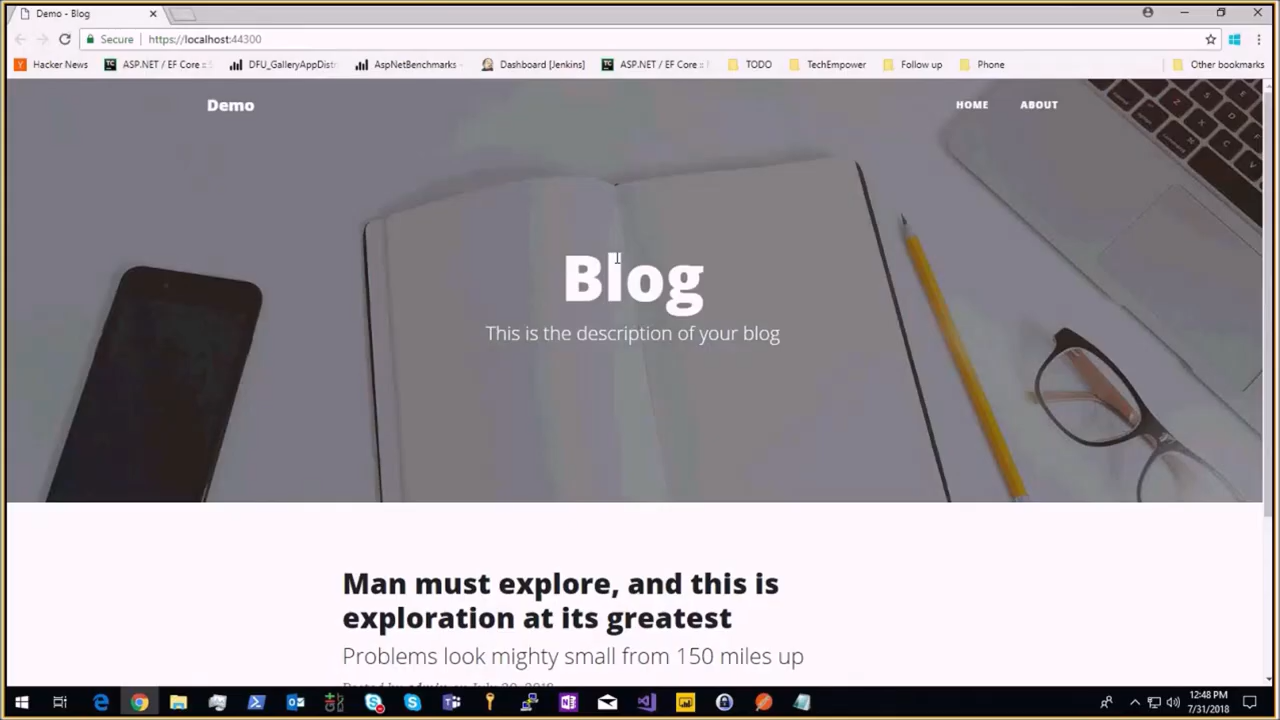 Demo - Blog
Secure
https://localhost:44300
Hacker News
ASP.NET / EF Core ::
DFU_GalleryAppDist
AspNetBenchmarks
Dashboard [Jenkins]
ASP.NET / EF Core ::
TODO
TechEmpower
Follow up
Phone
Other bookmarks
Demo
HOME
ABOUT
Blog
This is the description of your blog
Man must explore, and this is
exploration at its greatest
Problems look mighty small from 150 miles up
12:48 PM
7/31/2018